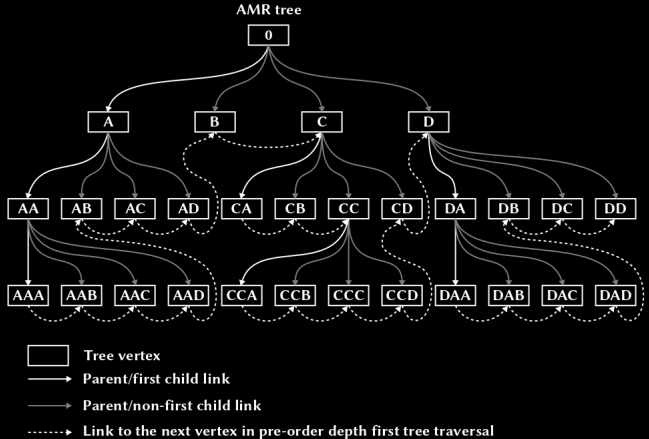 AMR tree
0
A B C D
AA AB AC AD CA CB CC CD DA DB DC DD
AAA AAB AAC AAD CCA CCB CCC CCD DAA DAB DAC DAD
Tree vertex
Parent/first child link
Parent/non-first child link
Link to the next vertex in pre-order depth first tree traversal